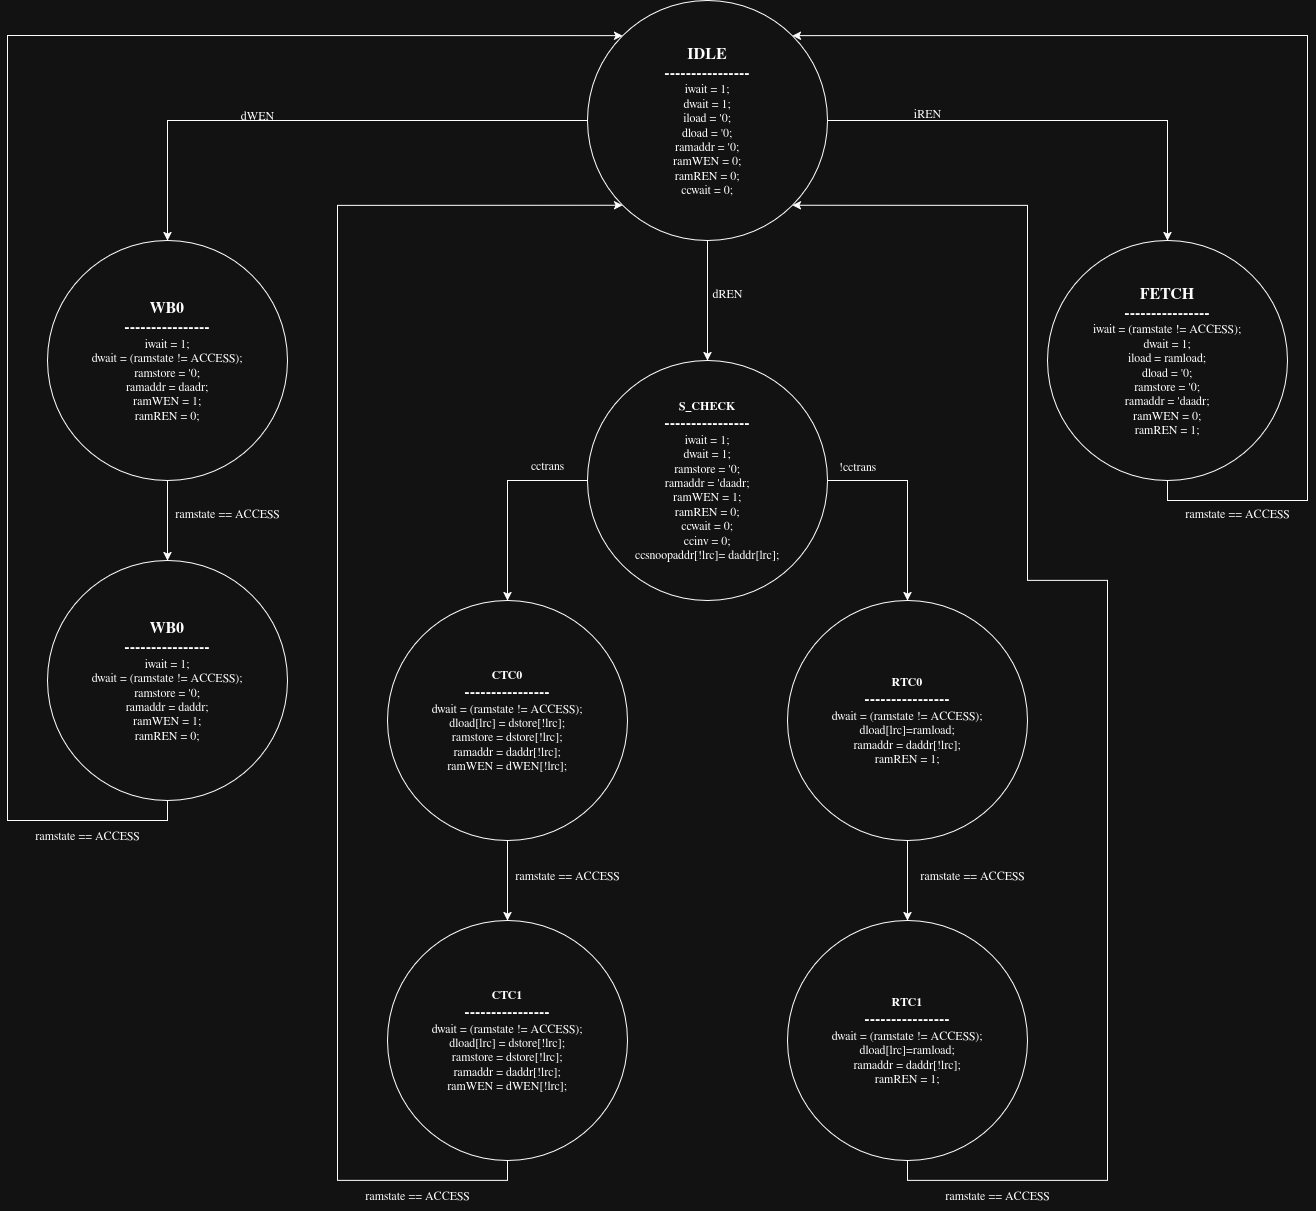 IDLE
----------------
iwait = 1;
dwait = 1;
iload = '0;
dload = '0;
ramaddr = '0;
ramWEN = 0;
ramREN = 0;
ccwait = 0;
dWEN
iREN
dREN
WB0
----------------
iwait = 1;
dwait = (ramstate != ACCESS);
ramstore = '0;
ramaddr = daadr;
ramWEN = 1;
ramREN = 0;
FETCH
----------------
iwait = (ramstate != ACCESS);
dwait = 1;
iload = ramload;
dload = '0;
ramstore = '0;
ramaddr = 'daadr;
ramWEN = 0;
ramREN = 1;
S_CHECK
----------------
iwait = 1;
dwait = 1;
ramstore = '0;
ramaddr = 'daadr;
ramWEN = 1;
ramREN = 0;
ccwait = 0;
ccinv = 0;
ccsnoopaddr[!lrc]= daddr[lrc];
cctrans
!cctrans
ramstate == ACCESS
ramstate == ACCESS
WB0
----------------
iwait = 1;
dwait = (ramstate != ACCESS);
ramstore = '0;
ramaddr = daddr;
ramWEN = 1;
ramREN = 0;
ramstate == ACCESS
CTC0
----------------
dwait = (ramstate != ACCESS);
dload[lrc] = dstore[!lrc];
ramstore = dstore[!lrc];
ramaddr = daddr[!lrc];
ramWEN = dWEN[!lrc];
RTC0
----------------
dwait = (ramstate != ACCESS);
dload[lrc]=ramload;
ramaddr = daddr[!lrc];
ramREN = 1;
ramstate == ACCESS
ramstate == ACCESS
CTC1
----------------
dwait = (ramstate != ACCESS);
dload[lrc] = dstore[!lrc];
ramstore = dstore[!lrc];
ramaddr = daddr[!lrc];
ramWEN = dWEN[!lrc];
RTC1
----------------
dwait = (ramstate != ACCESS);
dload[lrc]=ramload;
ramaddr = daddr[!lrc];
ramREN = 1;
ramstate == ACCESS
ramstate == ACCESS